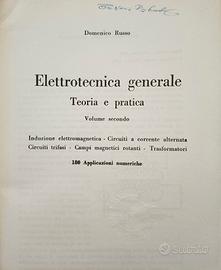 Domenico Russo
Elettrotecnica generale
Teoria e pratica
Volume secondo
Induzione elettromagnetica - Circuiti a corrente alternata
Circuiti trifasi - Campi magnetici rotanti - Trasformatori
180 Applicazioni numeriche
subito